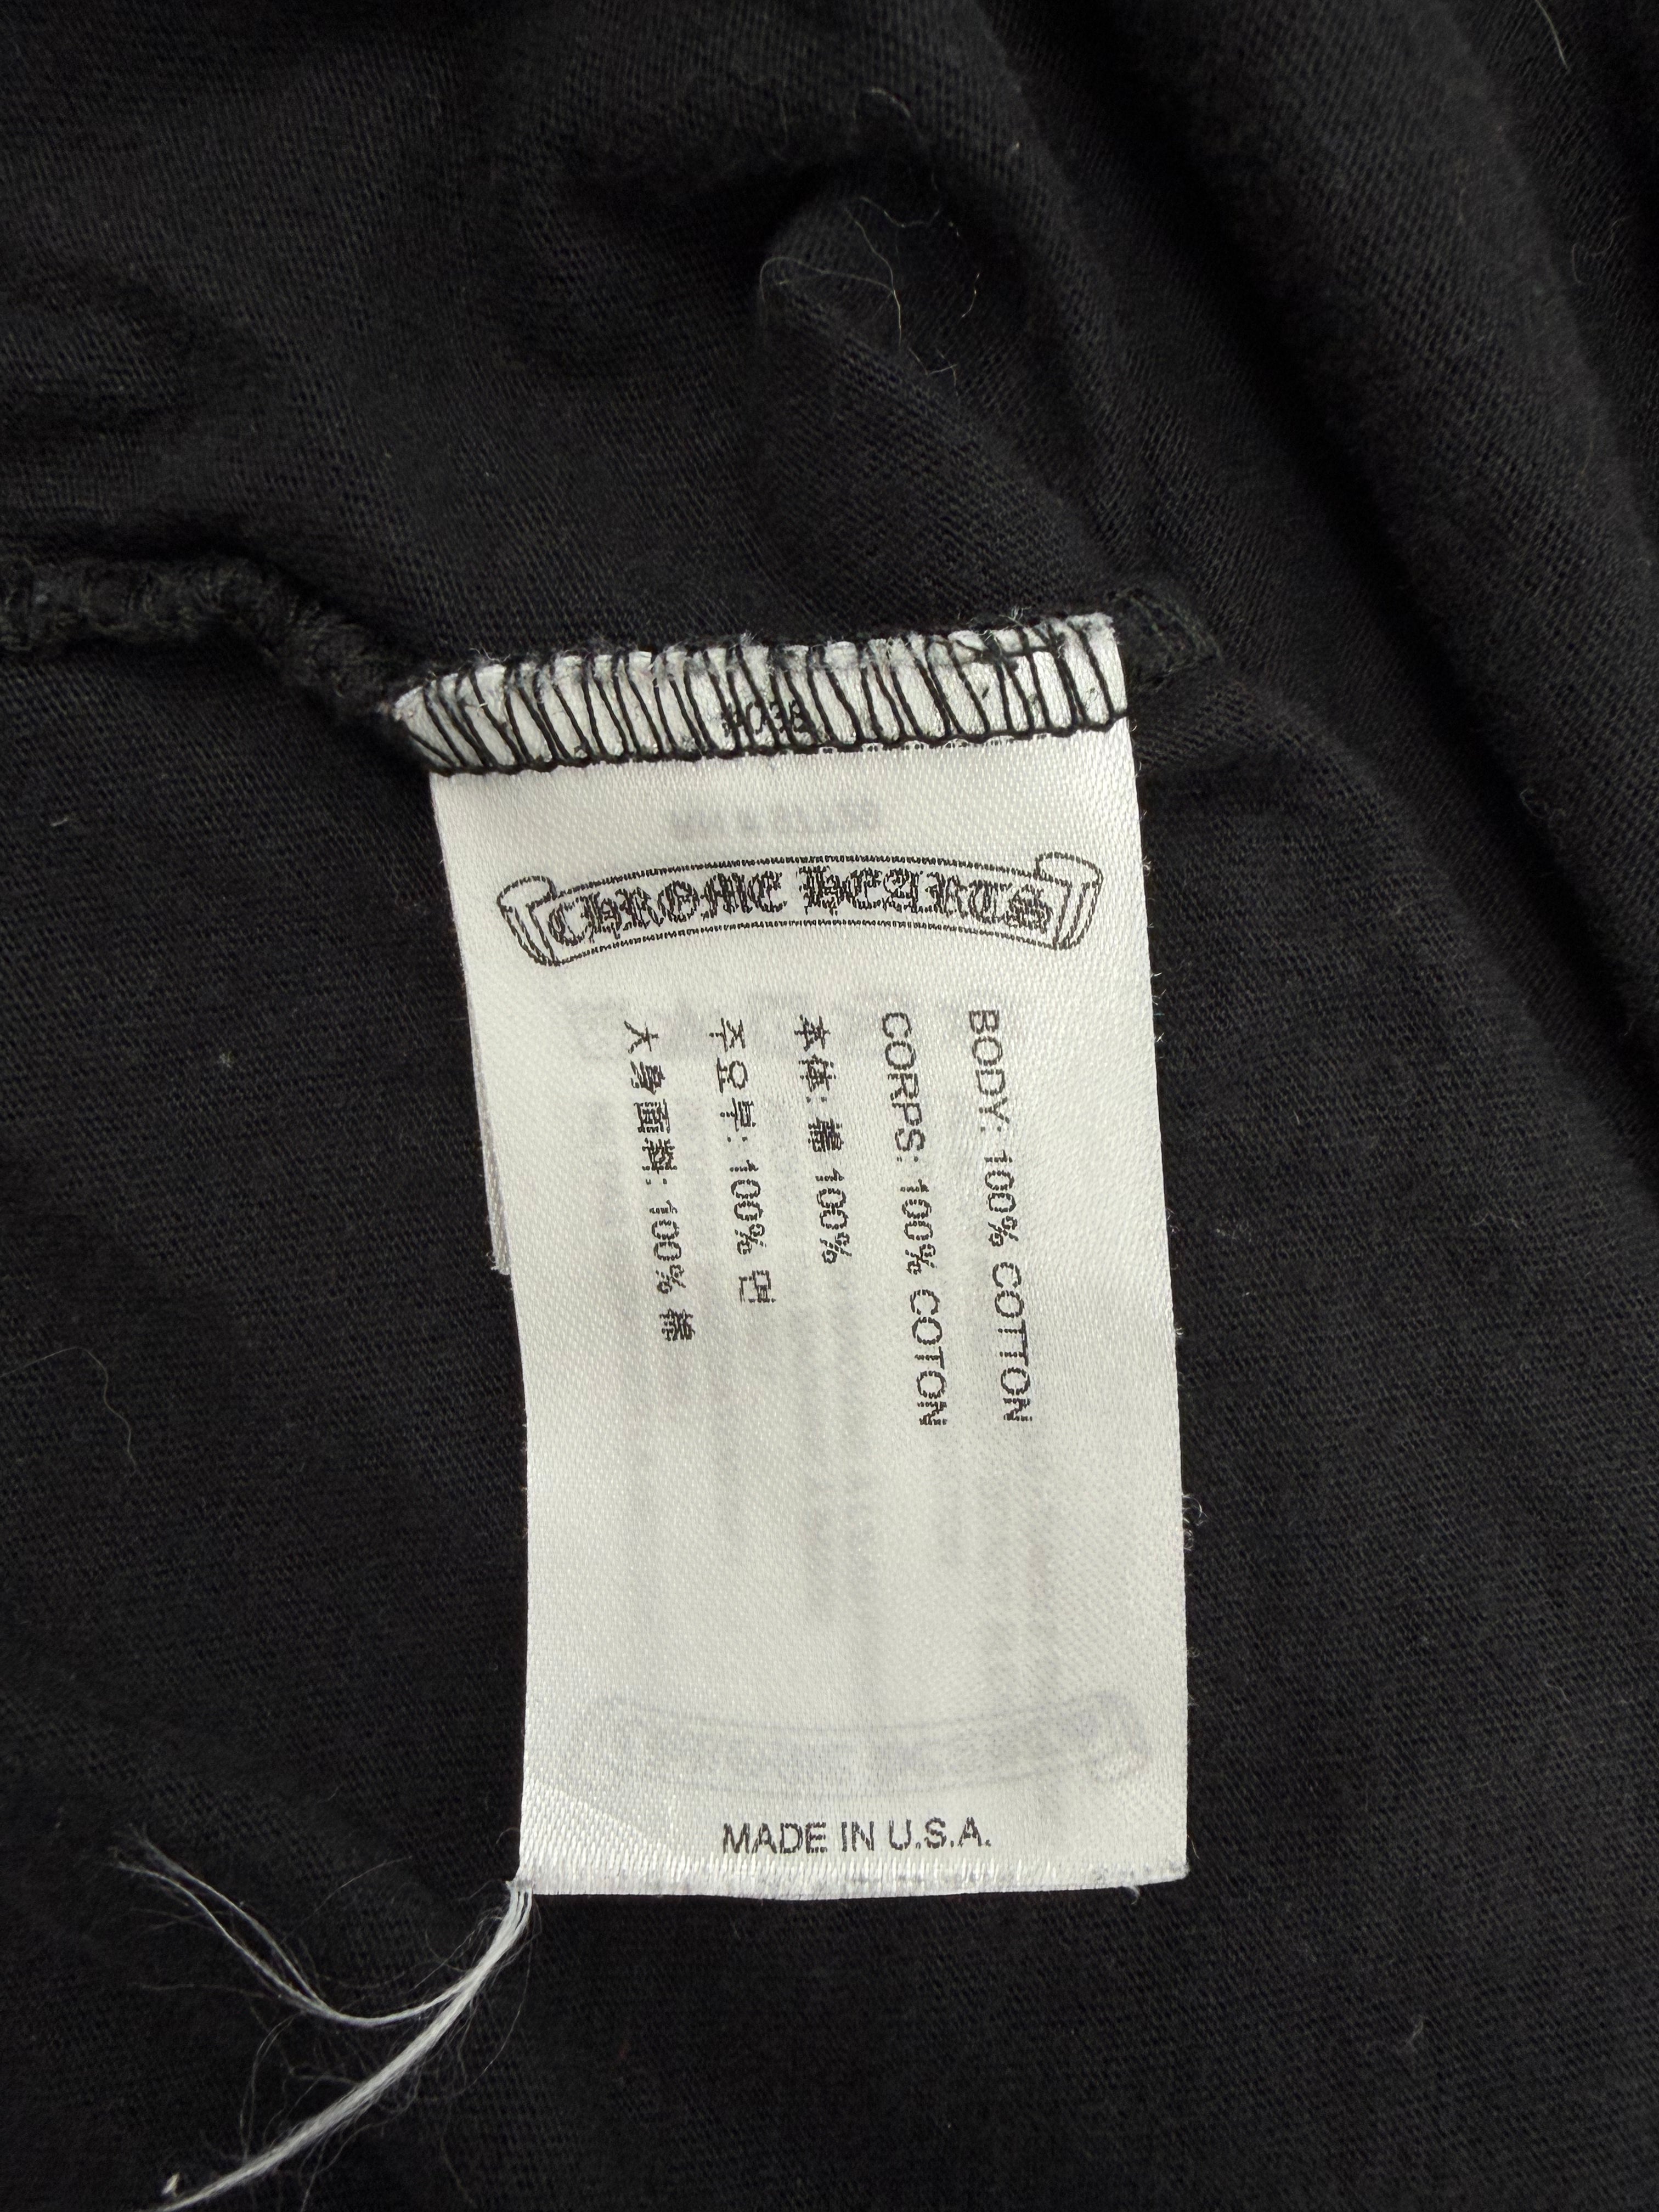 CHROME HEARTS
BODY: 100% COTTON
CORPS: 100% COTON
本体: 綿 100%
주요부: 100% 면
大身面料: 100% 棉
MADE IN U.S.A.